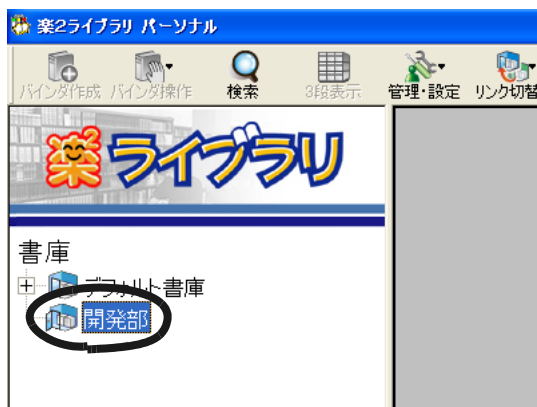 楽2ライブラリ パーソナル
バインダ作成 バインダ操作 検索 3段表示 管理・設定 リンク切替
楽 ライブラリ
書庫
デフォルト書庫
開発部